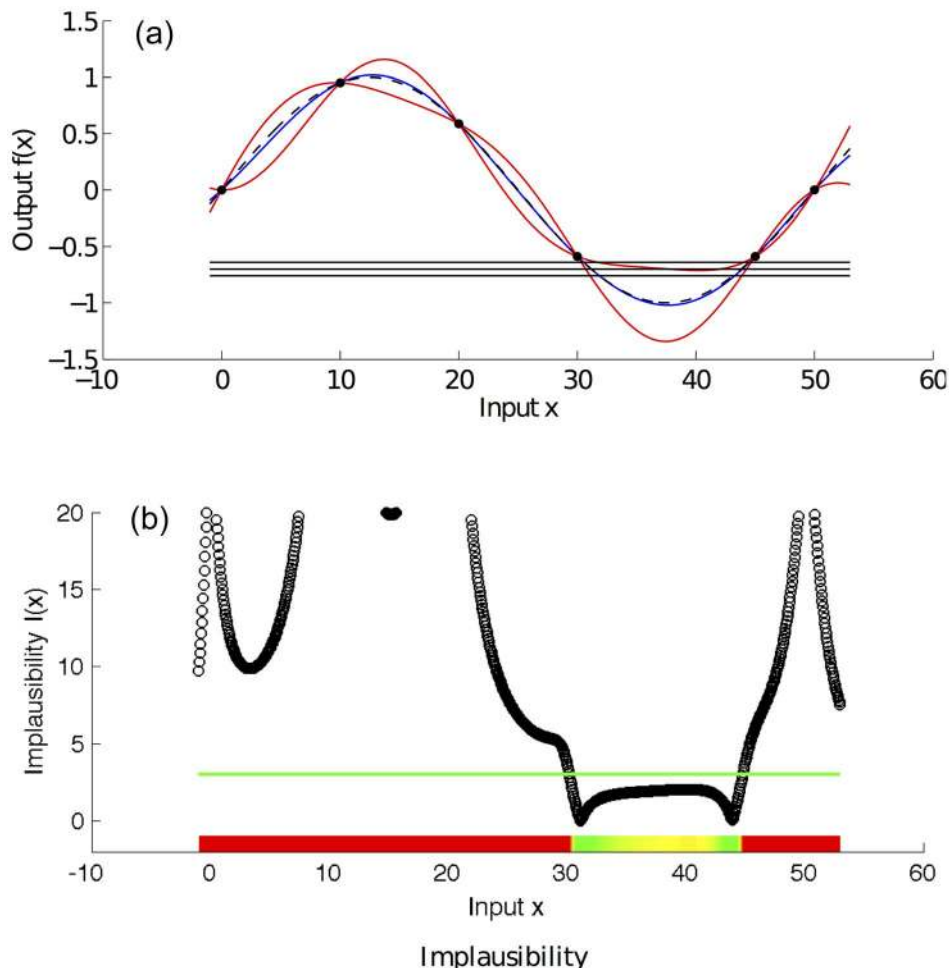 (a)
Output f(x)
1.5
1
0.5
0
−0.5
−1
−1.5
−10 0 10 20 30 40 50 60
Input x
(b)
Implausibility I(x)
20
15
10
5
0
-10 0 10 20 30 40 50 60
Input x
Implausibility